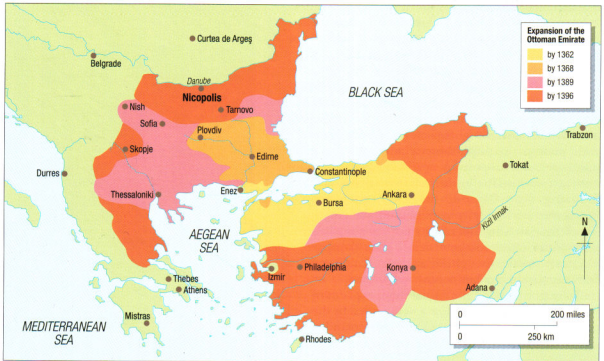 Expansion of the
Ottoman Emirate
by 1362
by 1368
by 1389
by 1396
Curtea de Argeş
Belgrade
Danube
Nicopolis
BLACK SEA
Nish
Tarnovo
Sofia
Plovdiv
Trabzon
Skopje
Edirne
Durres
Constantinople
Tokat
Thessaloniki
Enez
Ankara
Bursa
Kizil Irmak
N
AEGEAN
SEA
Philadelphia
Konya
Izmir
Thebes
Athens
Adana
Mistras
0 200 miles
0 250 km
MEDITERRANEAN
SEA
Rhodes